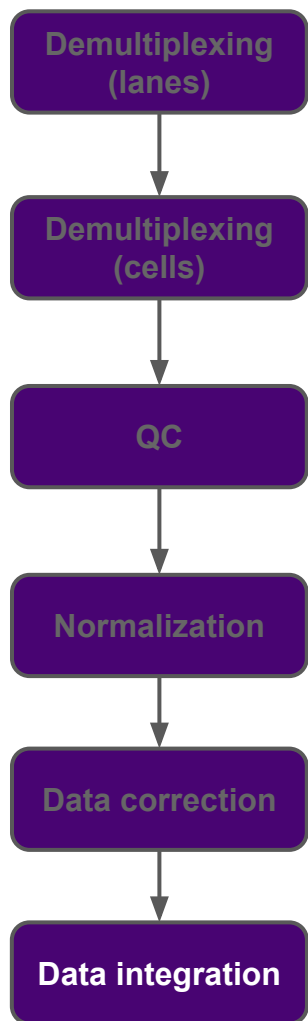 Demultiplexing
(lanes)
Demultiplexing
(cells)
QC
Normalization
Data correction
Data integration